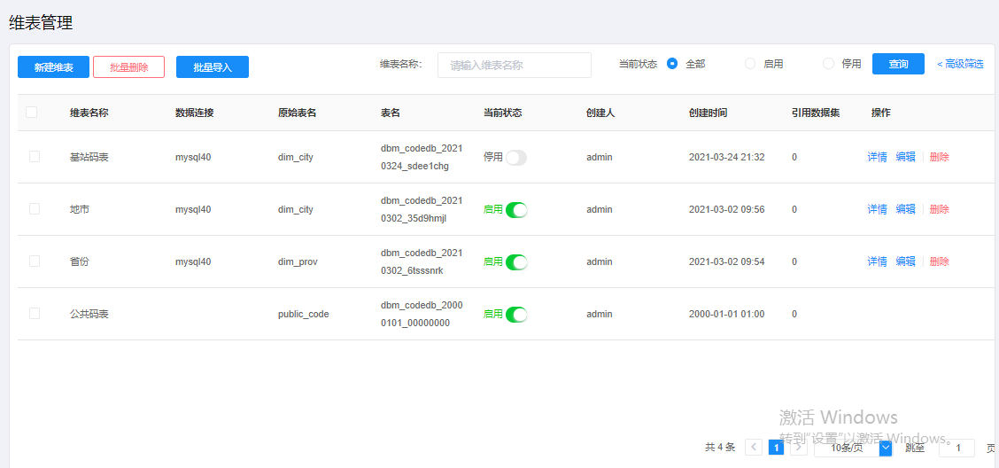 维表管理
新建维表 批量删除 批量导入 维表名称: 请输入维表名称 当前状态 全部 启用 停用 查询 < 高级筛选
维表名称 数据连接 原始表名 表名 当前状态 创建人 创建时间 引用数据集 操作
基站码表 mysql40 dim_city dbm_codedb_2021 停用 admin 2021-03-24 21:32 0 详情 编辑 删除
0324_sdee1chg
地市 mysql40 dim_city dbm_codedb_2021 启用 admin 2021-03-02 09:56 0 详情 编辑 删除
0302_35d9hmjl
省份 mysql40 dim_prov dbm_codedb_2021 启用 admin 2021-03-02 09:54 0 详情 编辑 删除
0302_6tsssnrk
公共码表 public_code dbm_codedb_2000 启用 admin 2000-01-01 01:00 0
0101_00000000
激活 Windows
转到"设置"以激活 Windows。
共 4 条 < 1 > 10条/页 跳至 1 页